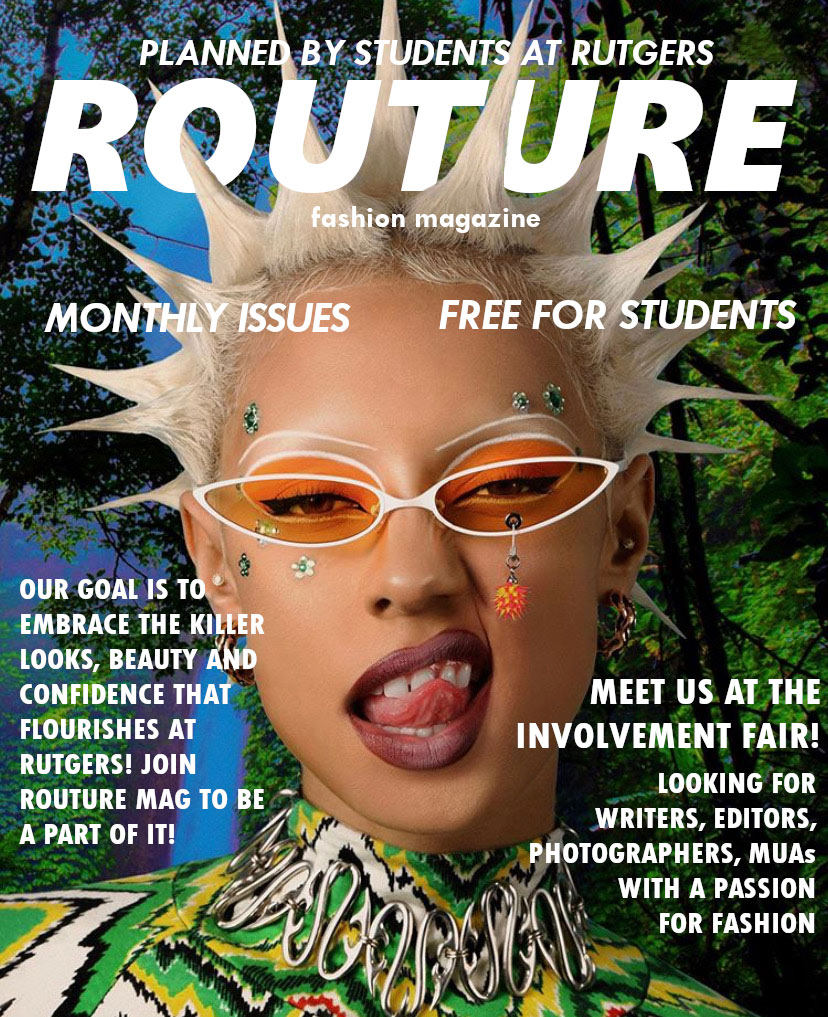 PLANNED BY STUDENTS AT RUTGERS
ROUTURE
fashion magazine
MONTHLY ISSUES
FREE FOR STUDENTS
OUR GOAL IS TO
EMBRACE THE KILLER
LOOKS, BEAUTY AND
CONFIDENCE THAT
FLOURISHES AT
RUTGERS! JOIN
ROUTURE MAG TO BE
A PART OF IT!
MEET US AT THE
INVOLVEMENT FAIR!
LOOKING FOR
WRITERS, EDITORS,
PHOTOGRAPHERS, MUAs
WITH A PASSION
FOR FASHION